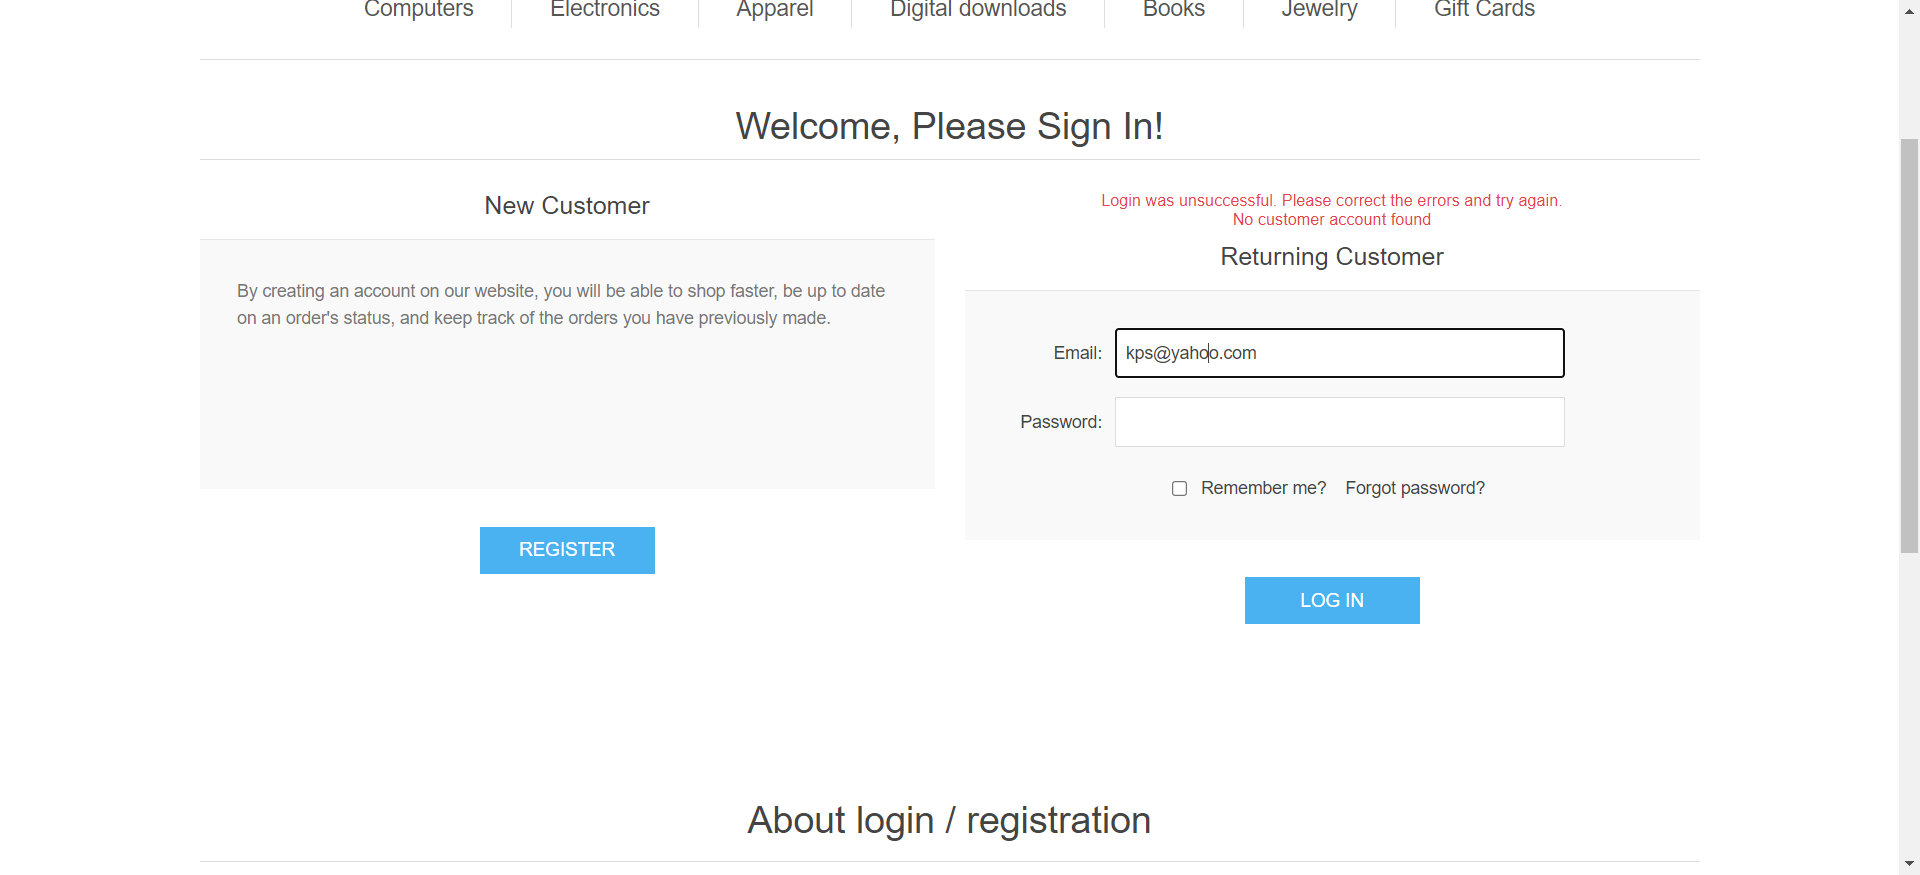 Computers
Electronics
Apparel
Digital downloads
Books
Jewelry
Gift Cards
Welcome, Please Sign In!
New Customer
By creating an account on our website, you will be able to shop faster, be up to date
on an order's status, and keep track of the orders you have previously made.
REGISTER
Login was unsuccessful. Please correct the errors and try again.
No customer account found
Returning Customer
Email: kps@yahoo.com
Password:
Remember me? Forgot password?
LOG IN
About login / registration